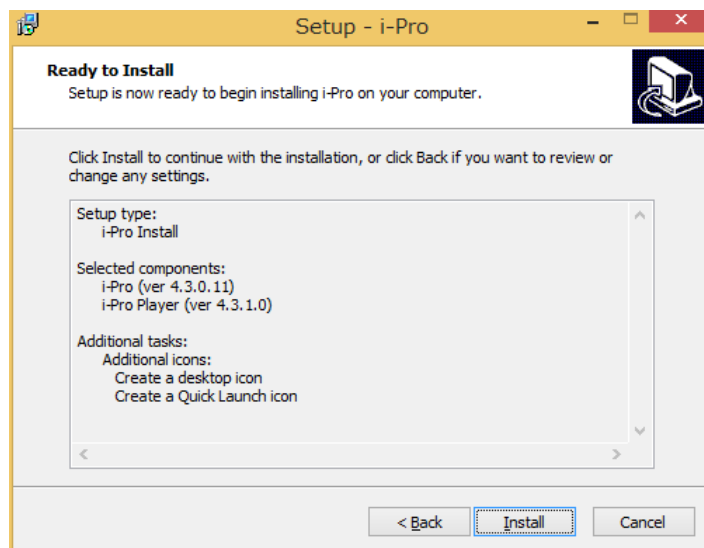 Setup - i-Pro
Ready to Install
Setup is now ready to begin installing i-Pro on your computer.
Click Install to continue with the installation, or click Back if you want to review or
change any settings.
Setup type:
i-Pro Install
Selected components:
i-Pro (ver 4.3.0.11)
i-Pro Player (ver 4.3.1.0)
Additional tasks:
Additional icons:
Create a desktop icon
Create a Quick Launch icon
< Back
Install
Cancel